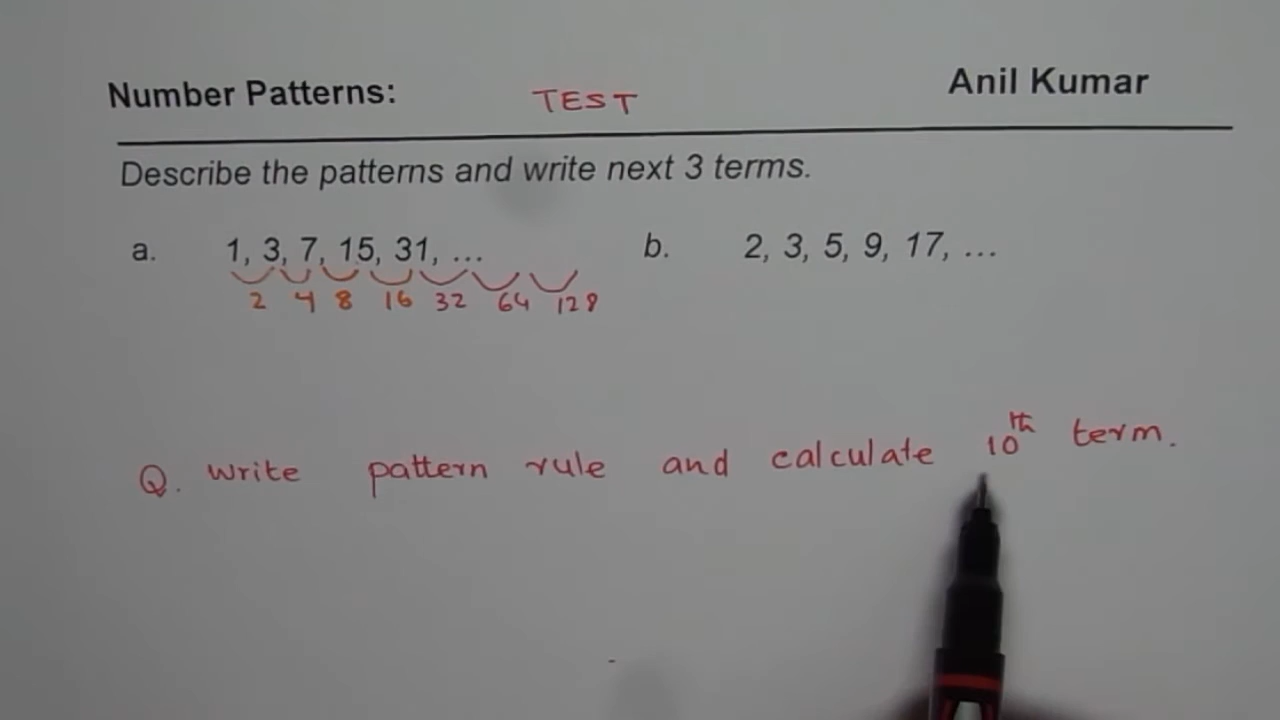 Number Patterns: TEST Anil Kumar
Describe the patterns and write next 3 terms.
a. 1, 3, 7, 15, 31, ... b. 2, 3, 5, 9, 17, ...
2 4 8 16 32 64 128
Q. Write pattern rule and calculate 10th term.